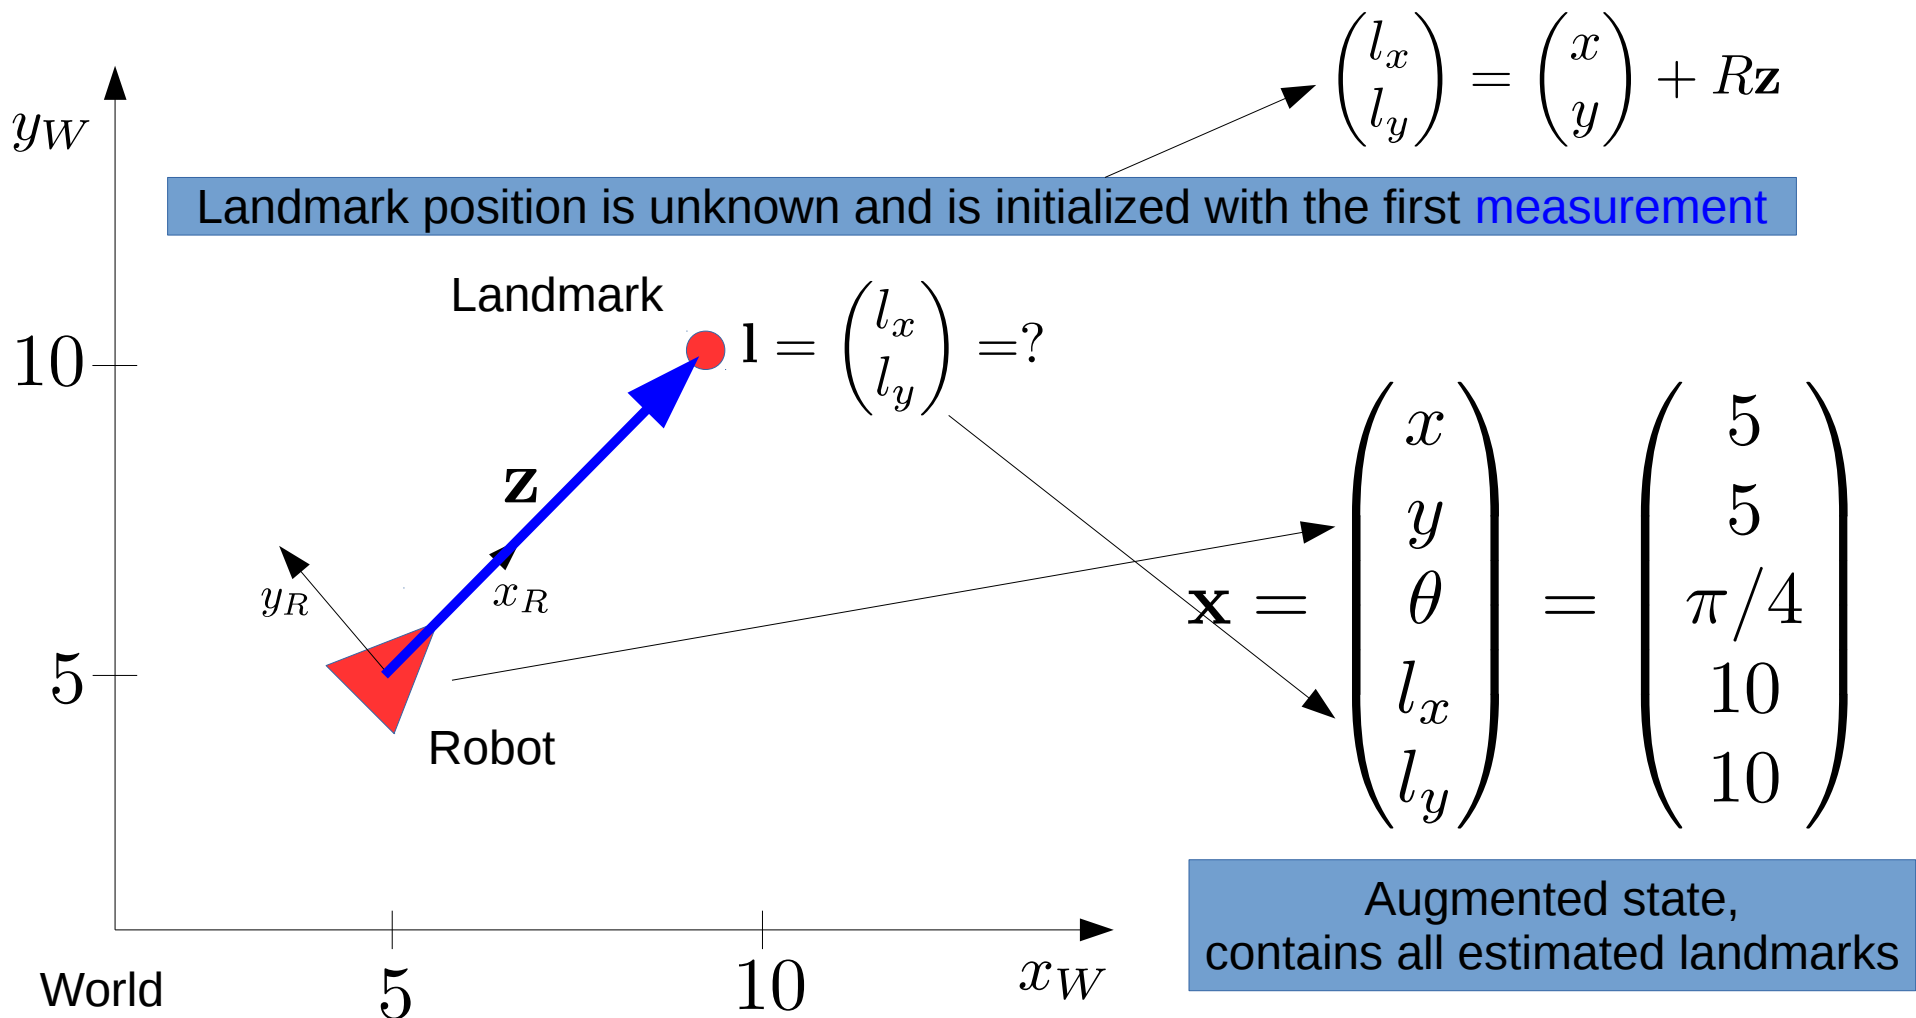 (l_x l_y) = (x y) + Rz
y_W
Landmark position is unknown and is initialized with the first measurement
Landmark
l = (l_x l_y) =?
10
z
x = (x y θ l_x l_y) = (5 5 π/4 10 10)
y_R
x_R
5
Robot
Augmented state,
contains all estimated landmarks
World
5
10
x_W